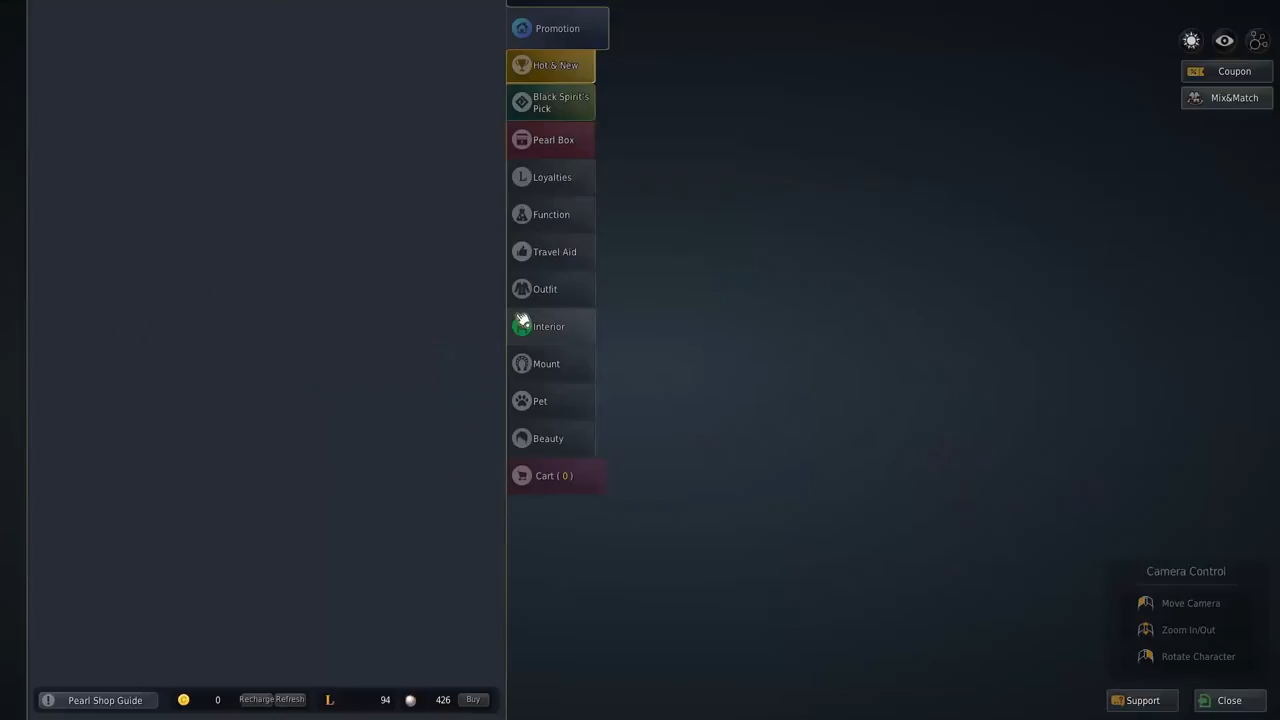 Promotion
Hot & New
Black Spirit's
Pick
Pearl Box
L Loyalties
Function
Travel Aid
Outfit
Interior
Mount
Pet
Beauty
Cart ( 0 )
Coupon
Mix&Match
Camera Control
Move Camera
Zoom In/Out
Rotate Character
Pearl Shop Guide 0 Recharge Refresh L 94 426 Buy
Support Close